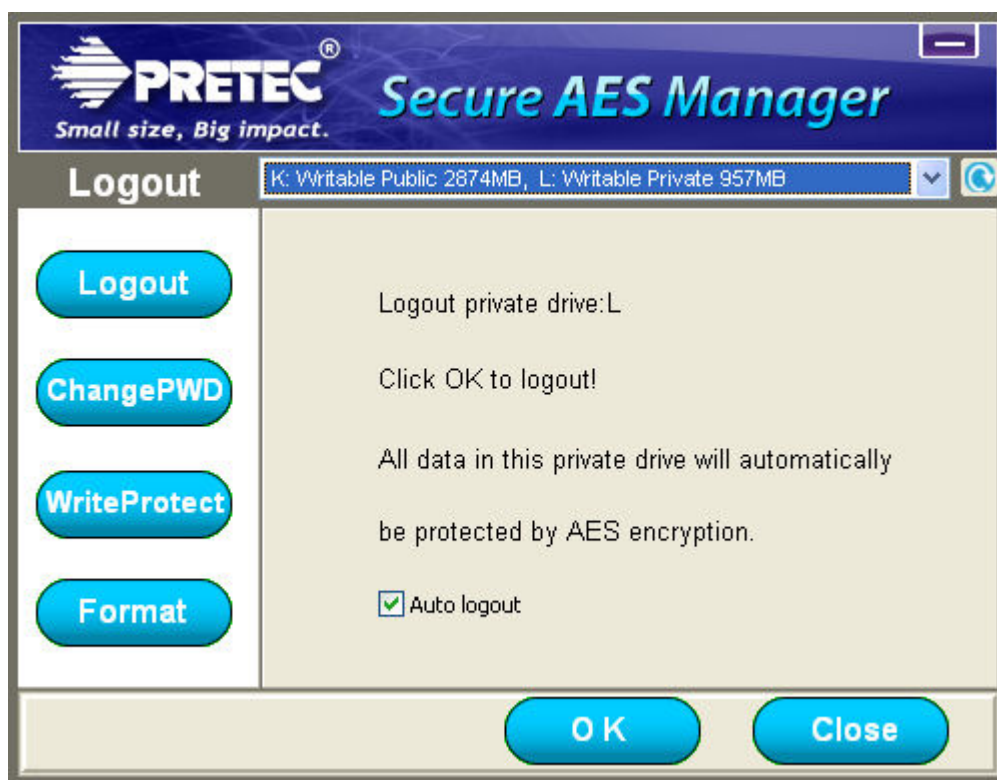 PRETEC®
Small size, Big impact.
Secure AES Manager
Logout
K: Writable Public 2874MB, L: Writable Private 957MB
Logout
ChangePWD
WriteProtect
Format
Logout private drive:L
Click OK to logout!
All data in this private drive will automatically
be protected by AES encryption.
Auto logout
O K
Close